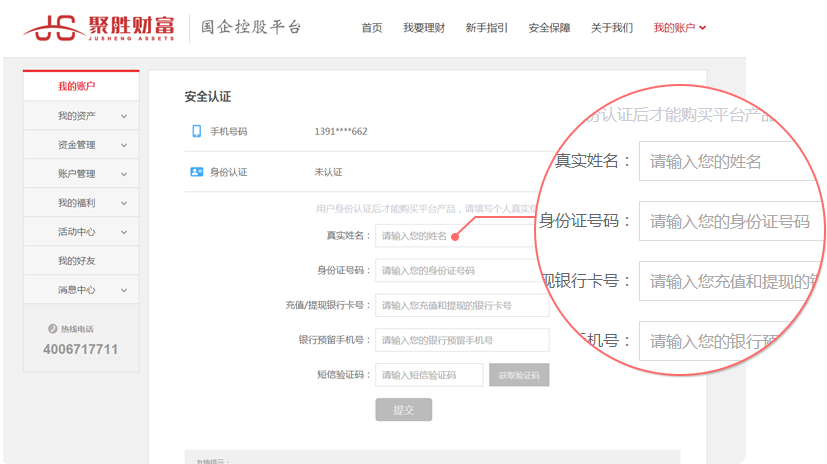 聚胜财富
JUSHENG ASSETS
国企控股平台
首页 我要理财 新手指引 安全保障 关于我们 我的账户
我的账户
我的资产
资金管理
账户管理
我的福利
活动中心
我的好友
消息中心
热线电话
4006717711
安全认证
手机号码 1391****662
身份认证 未认证
用户身份认证后才能购买平台产品，请填写个人真实信
真实姓名： 请输入您的姓名
身份证号码： 请输入您的身份证号码
充值/提现银行卡号： 请输入您充值和提现的银行卡号
银行预留手机号： 请输入您的银行预留手机号
短信验证码： 请输入短信验证码 获取验证码
提交
友情提示：
份认证后才能购买平台产品
真实姓名： 请输入您的姓名
身份证号码： 请输入您的身份证号码
现银行卡号： 请输入您充值和提现的银
手机号： 请输入您的银行预